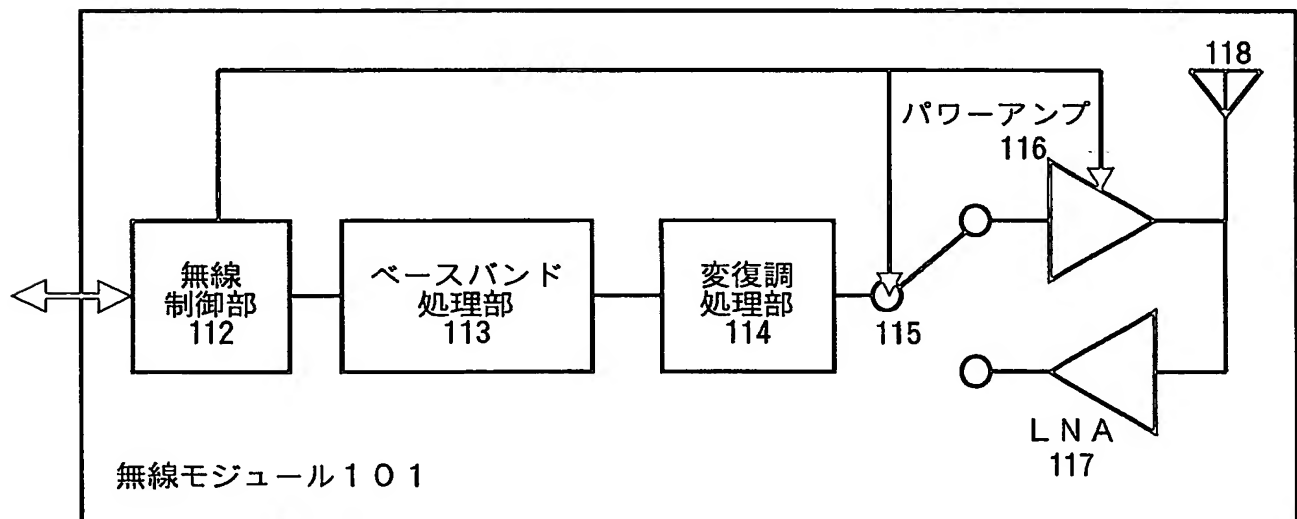 118
パワーアンプ
116
無線
制御部
112
ベースバンド
処理部
113
変復調
処理部
114
115
LNA
117
無線モジュール101